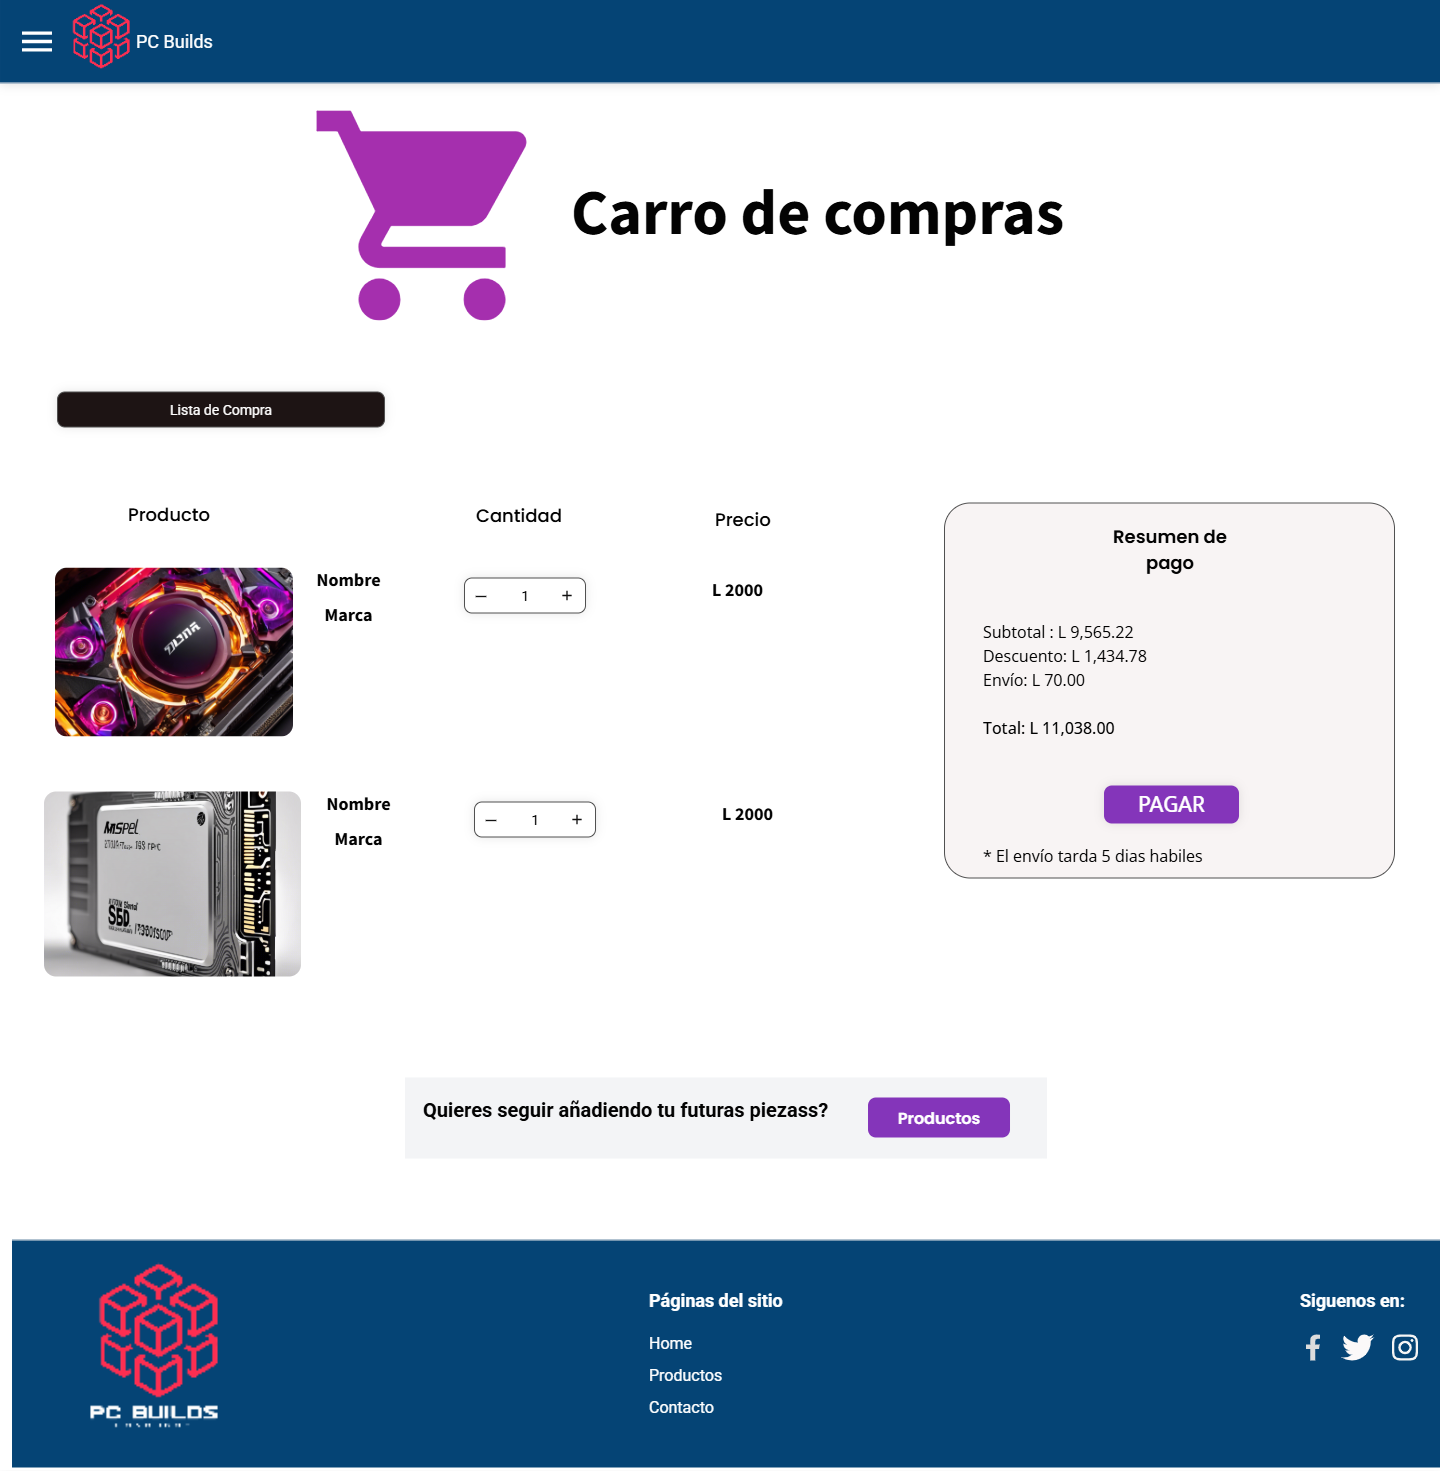 PC Builds
Carro de compras
Lista de Compra
Producto
Cantidad
Precio
Nombre
Marca
1
L 2000
Nombre
Marca
1
L 2000
SSD
Resumen de
pago
Subtotal : L 9,565.22
Descuento: L 1,434.78
Envío: L 70.00
Total: L 11,038.00
PAGAR
* El envío tarda 5 dias habiles
Quieres seguir añadiendo tu futuras piezass?
Productos
PC BUILDS
Páginas del sitio
Home
Productos
Contacto
Siguenos en: